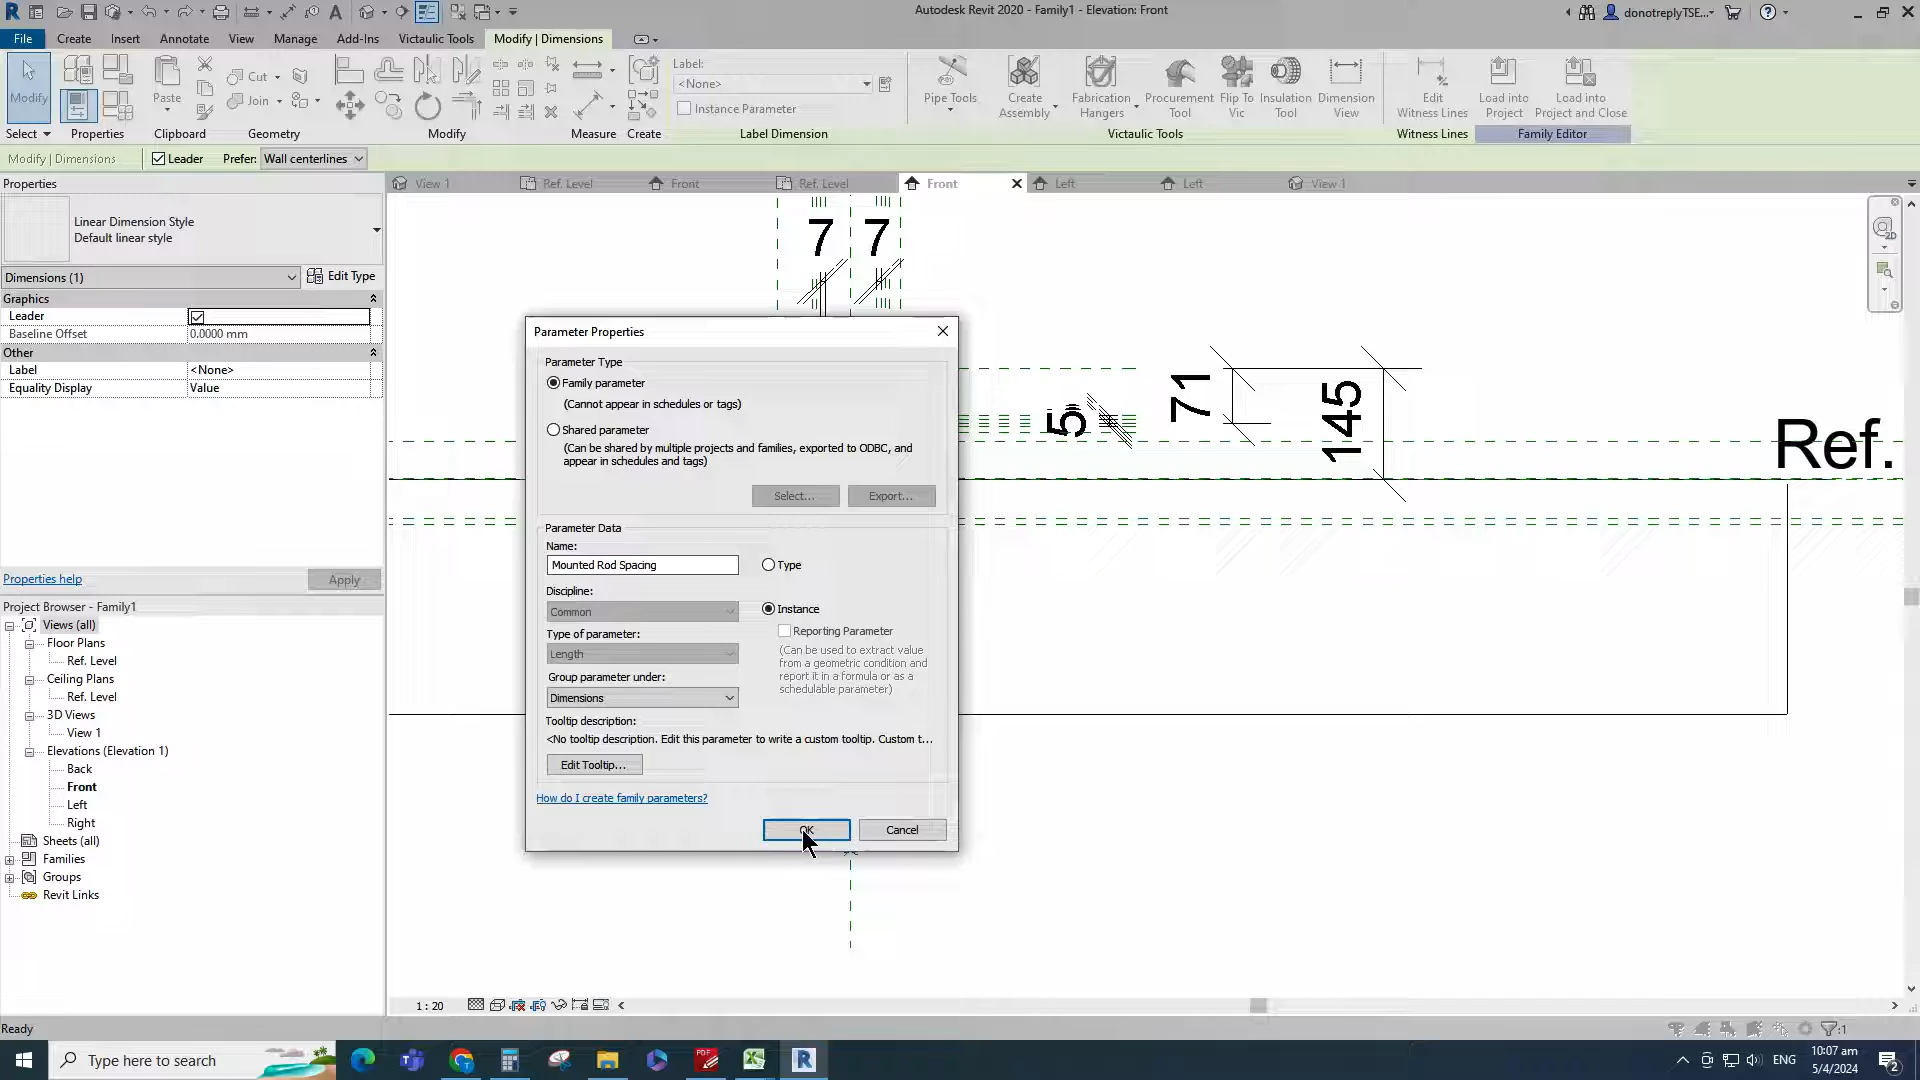 Autodesk Revit 2020 - Family1 - Elevation: Front
donotreplyTSE...
File Create Insert Annotate View Manage Add-Ins Victaulic Tools Modify | Dimensions
Modify
Paste
Cut
Join
Label:
<None>
Instance Parameter
Pipe Tools
Create Assembly
Fabrication Hangers
Procurement Tool
Flip To Vic
Insulation Tool
Dimension View
Edit Witness Lines
Load into Project
Load into Project and Close
Select Properties Clipboard Geometry Modify Measure Create Label Dimension Victaulic Tools Witness Lines Family Editor
Modify | Dimensions Leader Prefer: Wall centerlines
Properties
View 1 Ref. Level Front Ref. Level Front Left Left View 1
Linear Dimension Style
Default linear style
Dimensions (1) Edit Type
Graphics
Leader
Baseline Offset 0.0000 mm
Other
Label <None>
Equality Display Value
Properties help Apply
Project Browser - Family1
Views (all)
Floor Plans
Ref. Level
Ceiling Plans
Ref. Level
3D Views
View 1
Elevations (Elevation 1)
Back
Front
Left
Right
Sheets (all)
Families
Groups
Revit Links
7 7
5
71
145
Ref.
2D
Parameter Properties
Parameter Type
Family parameter
(Cannot appear in schedules or tags)
Shared parameter
(Can be shared by multiple projects and families, exported to ODBC, and
appear in schedules and tags)
Select... Export...
Parameter Data
Name:
Mounted Rod Spacing
Type
Discipline:
Common
Instance
Reporting Parameter
Type of parameter:
Length
(Can be used to extract value
from a geometric condition and
report it in a formula or as a
schedulable parameter)
Group parameter under:
Dimensions
Tooltip description:
<No tooltip description. Edit this parameter to write a custom tooltip. Custom t...
Edit Tooltip...
How do I create family parameters?
OK Cancel
1 : 20
Ready
:1
Type here to search
ENG
10:07 am
5/4/2024
2